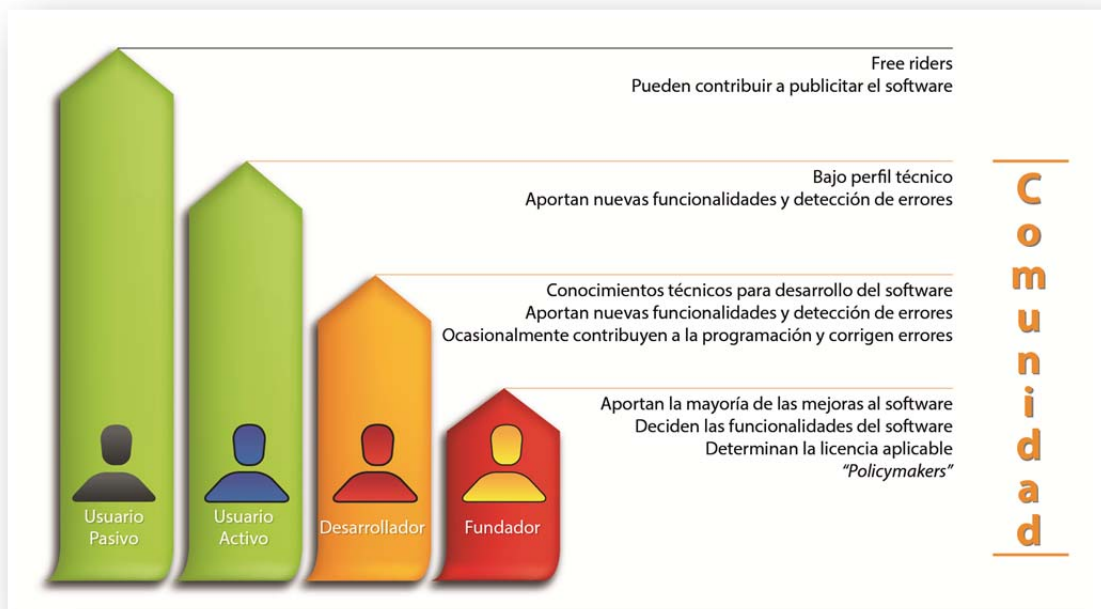 Free riders
Pueden contribuir a publicitar el software
Bajo perfil técnico
Aportan nuevas funcionalidades y detección de errores
Conocimientos técnicos para desarrollo del software
Aportan nuevas funcionalidades y detección de errores
Ocasionalmente contribuyen a la programación y corrigen errores
Aportan la mayoría de las mejoras al software
Deciden las funcionalidades del software
Determinan la licencia aplicable
“Policymakers”
Usuario
Pasivo
Usuario
Activo
Desarrollador
Fundador
Comunidad